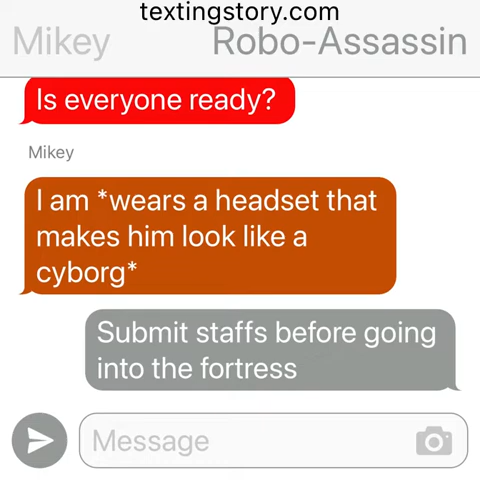 textingstory.com
Mikey Robo-Assassin
Is everyone ready?
Mikey
I am *wears a headset that
makes him look like a
cyborg*
Submit staffs before going
into the fortress
Message